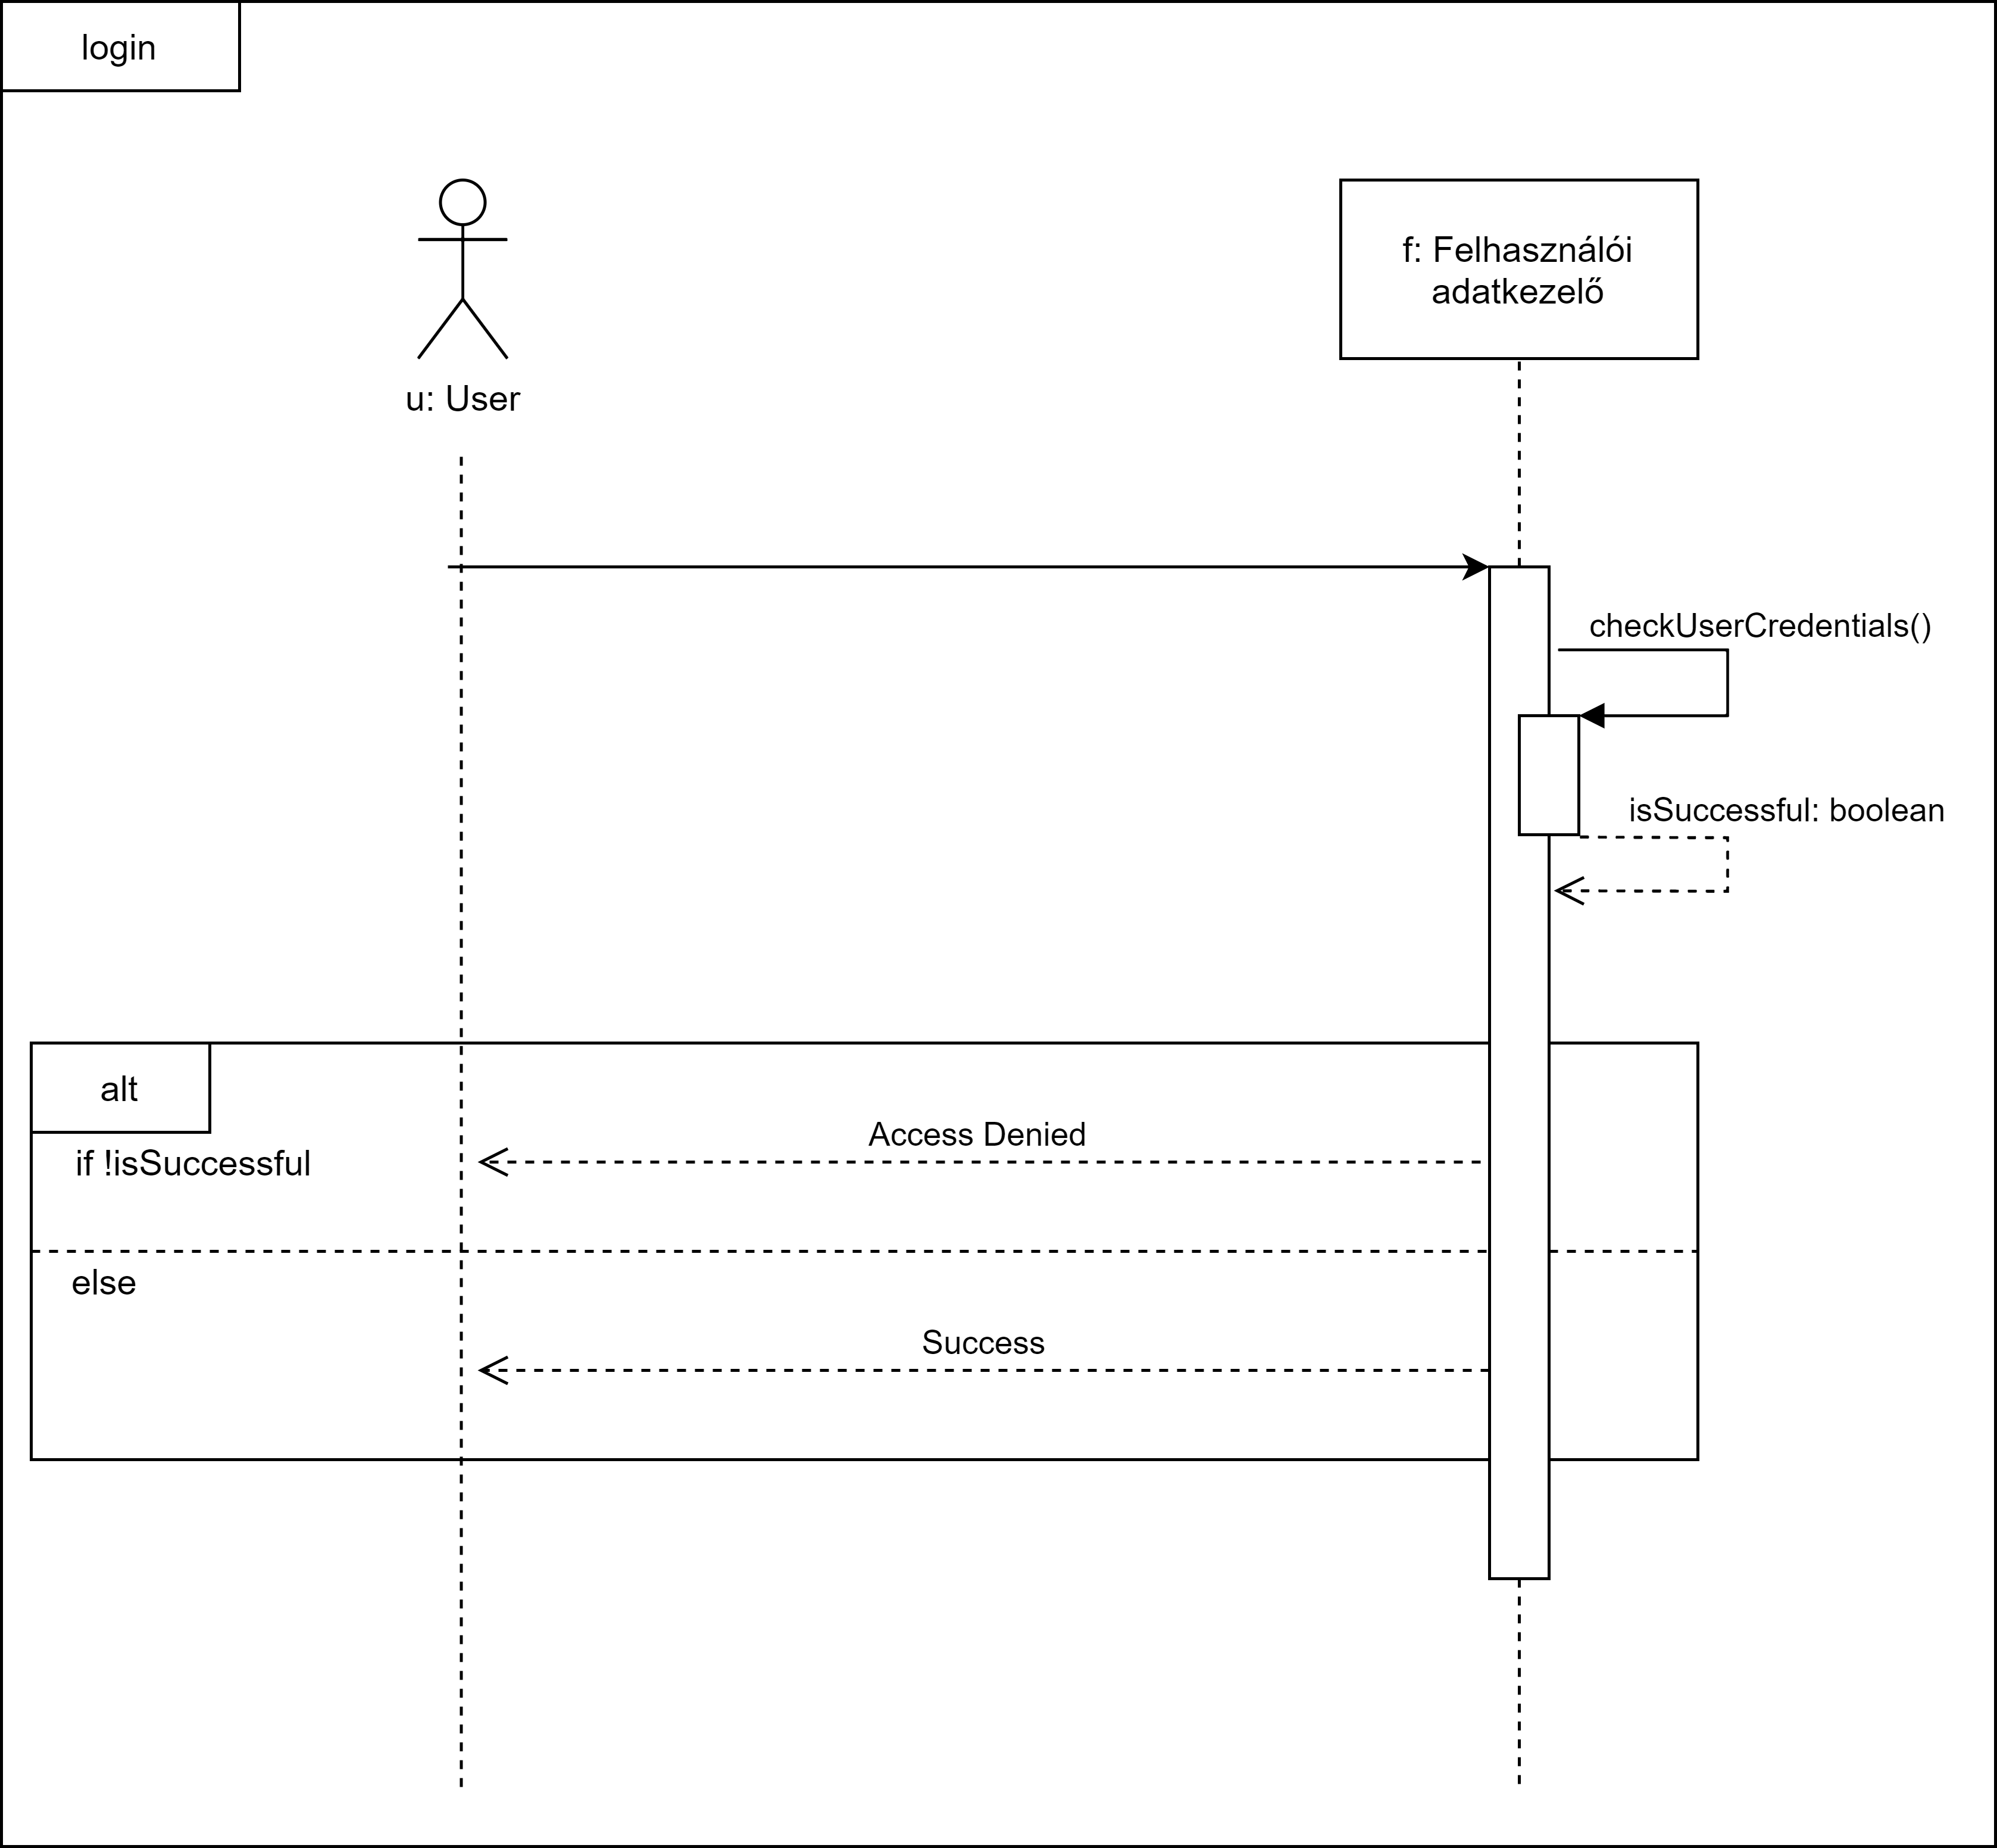 login
u: User
f: Felhasználói
adatkezelő
checkUserCredentials()
isSuccessful: boolean
alt
Access Denied
if !isSuccessful
else
Success